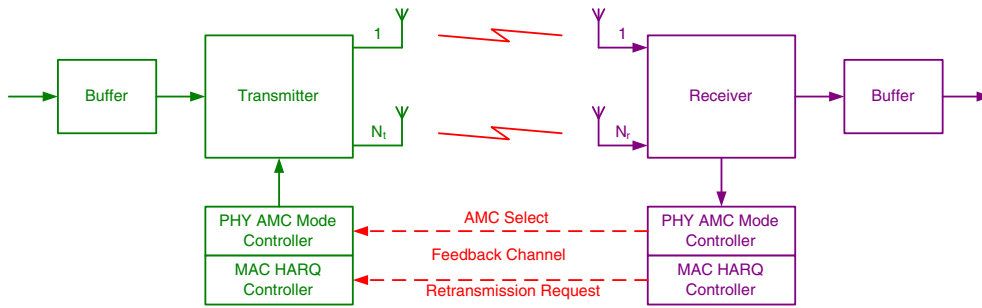 1
1
Buffer
Transmitter
Receiver
Buffer
Nt
Nr
PHY AMC Mode
Controller
AMC Select
PHY AMC Mode
Controller
Feedback Channel
MAC HARQ
Controller
Retransmission Request
MAC HARQ
Controller